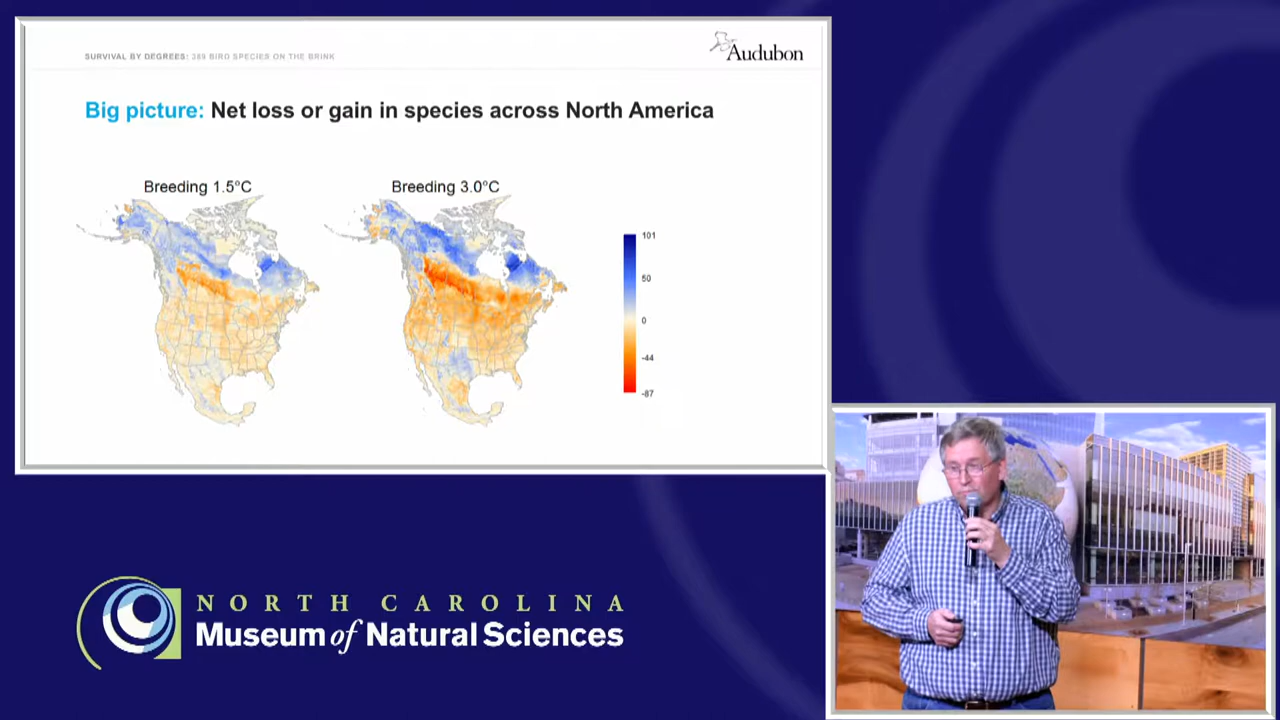 SURVIVAL BY DEGREES: 389 BIRD SPECIES ON THE BRINK
Audubon
Big picture: Net loss or gain in species across North America
Breeding 1.5°C
Breeding 3.0°C
101
50
0
-44
-87
NORTH CAROLINA
Museum of Natural Sciences